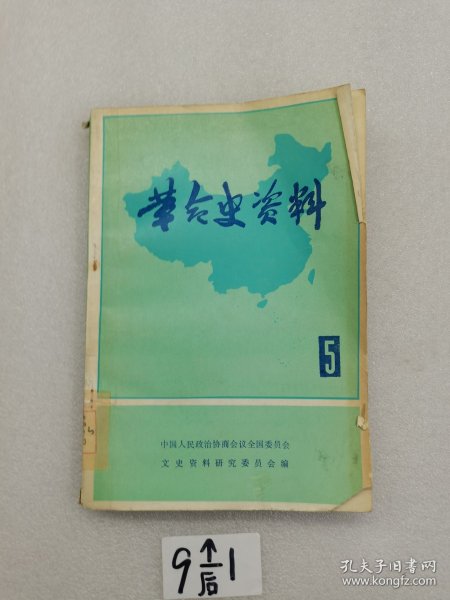 革命史资料
5
中国人民政治协商会议全国委员会
文史资料研究委员会编
9↑1
后
孔夫子旧书网
www.kongfz.com